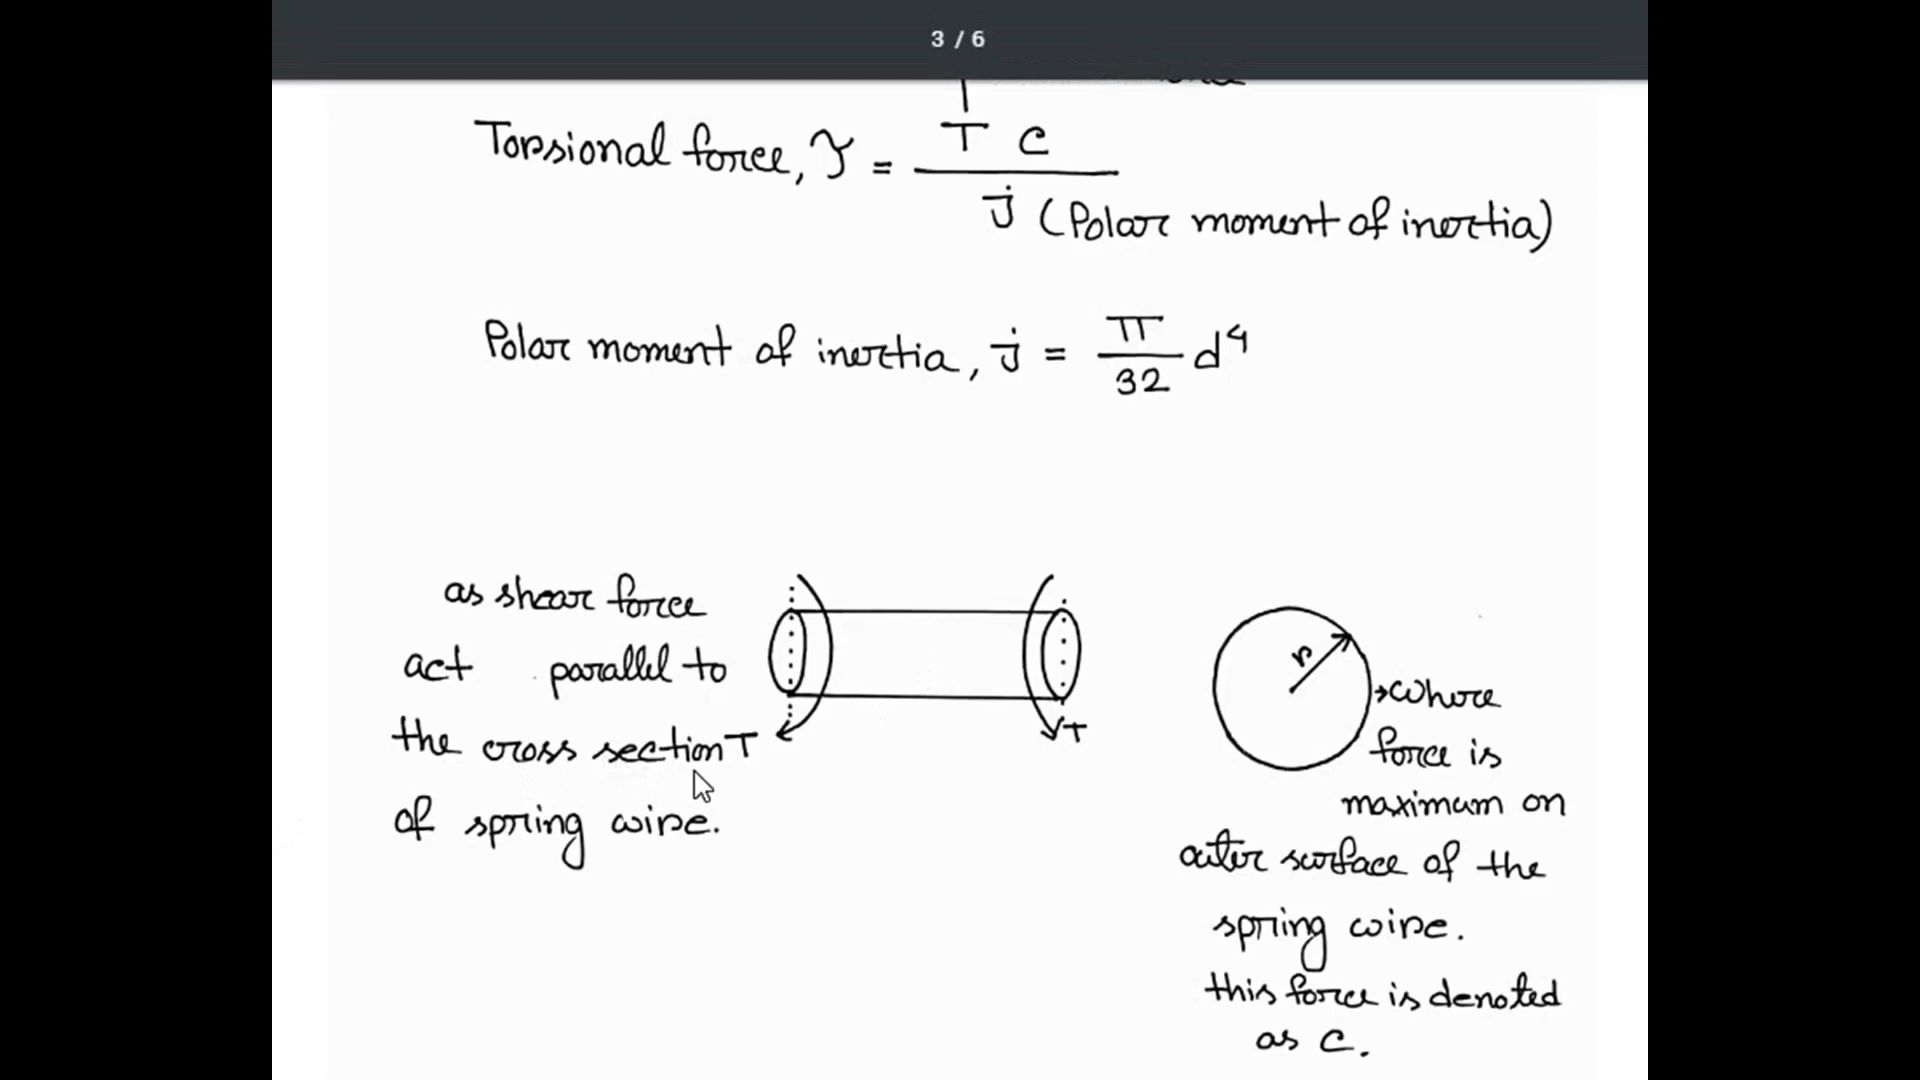 3 / 6
Torsional force, τ = T C
j (Polar moment of inertia)
Polar moment of inertia, j = π/32 d⁴
as shear force
act parallel to
the cross section T
of spring wire.
T
r
→ where
force is
maximum on
outer surface of the
spring wire.
this force is denoted
as C.